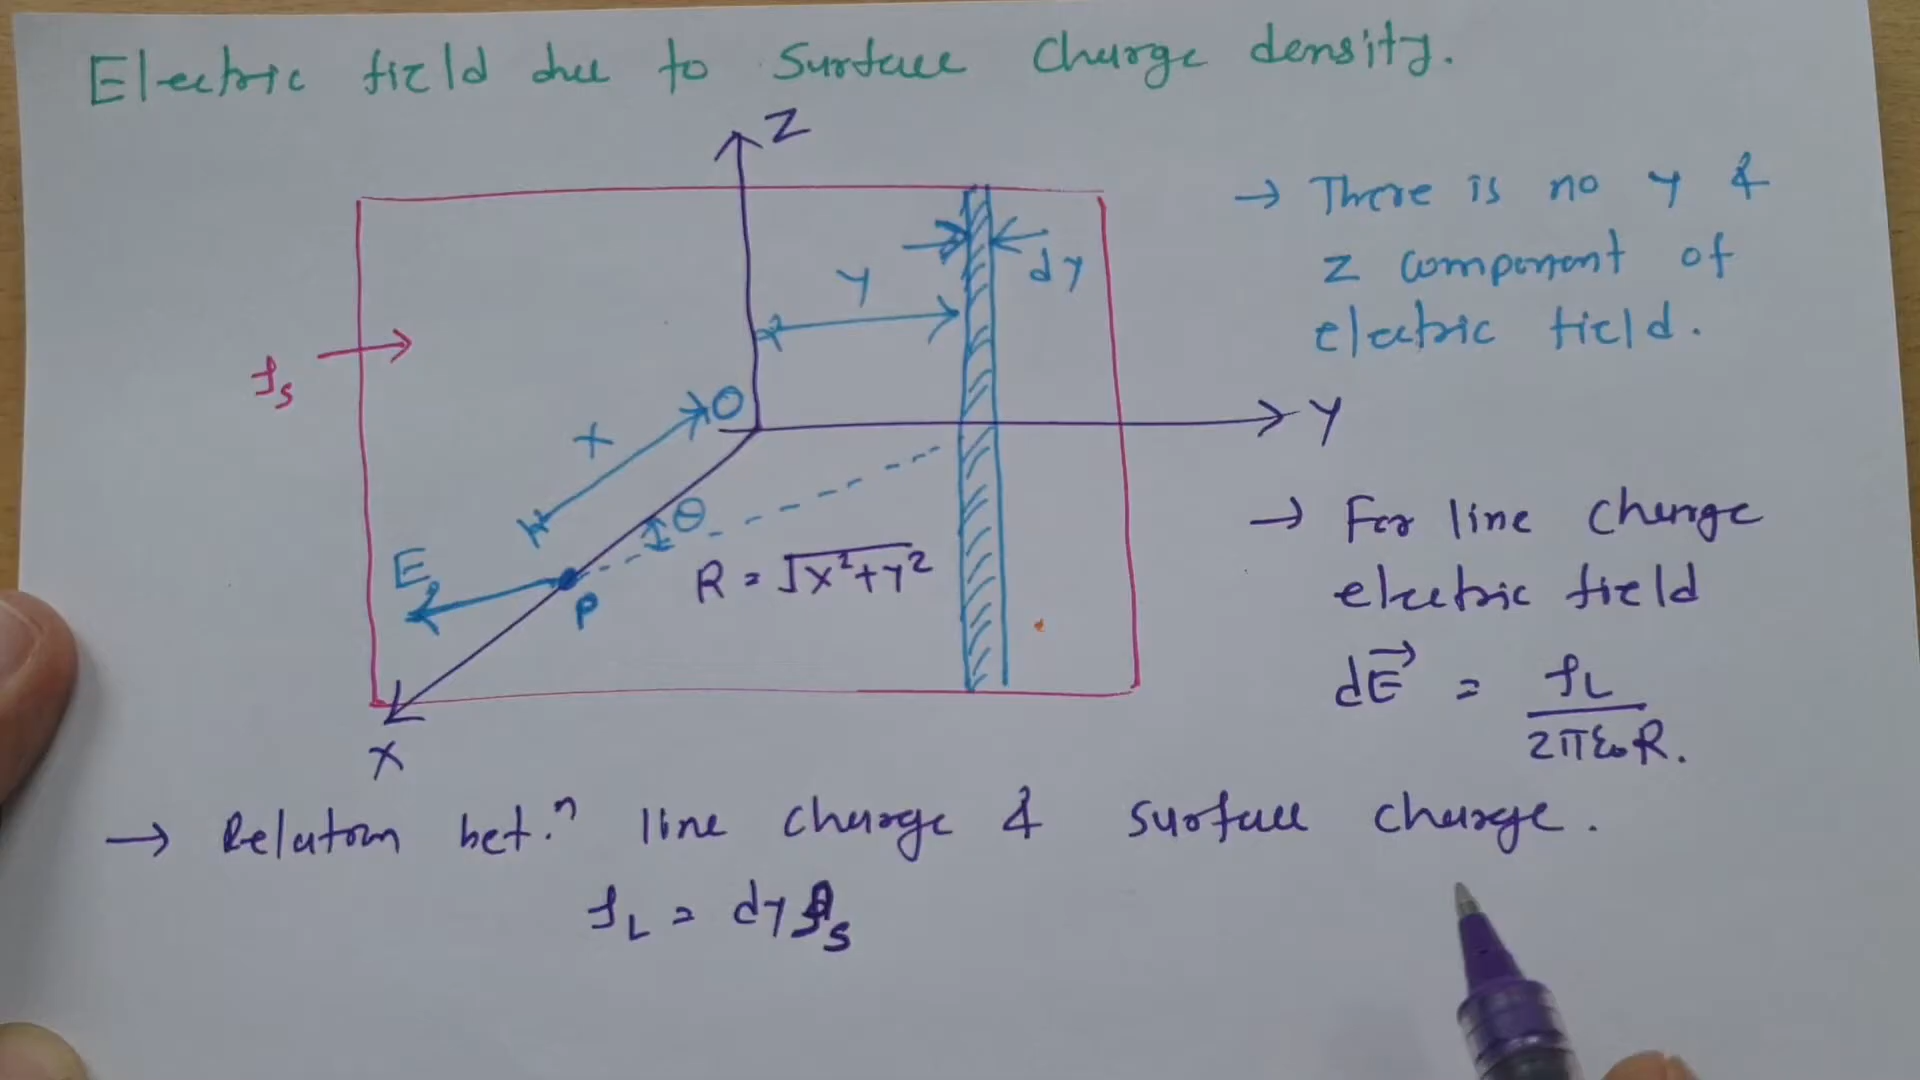 Electric field due to Surface Charge density.
Z
→ There is no y &
z component of
electric field.
dy
y
ρs
O
x
Y
θ
E
P
R = √x²+y²
→ For line charge
electric field
dE⃗ = ρL / 2πε₀R.
X
→ Relation bet.ⁿ line charge & surface charge.
ρL = dy ρs